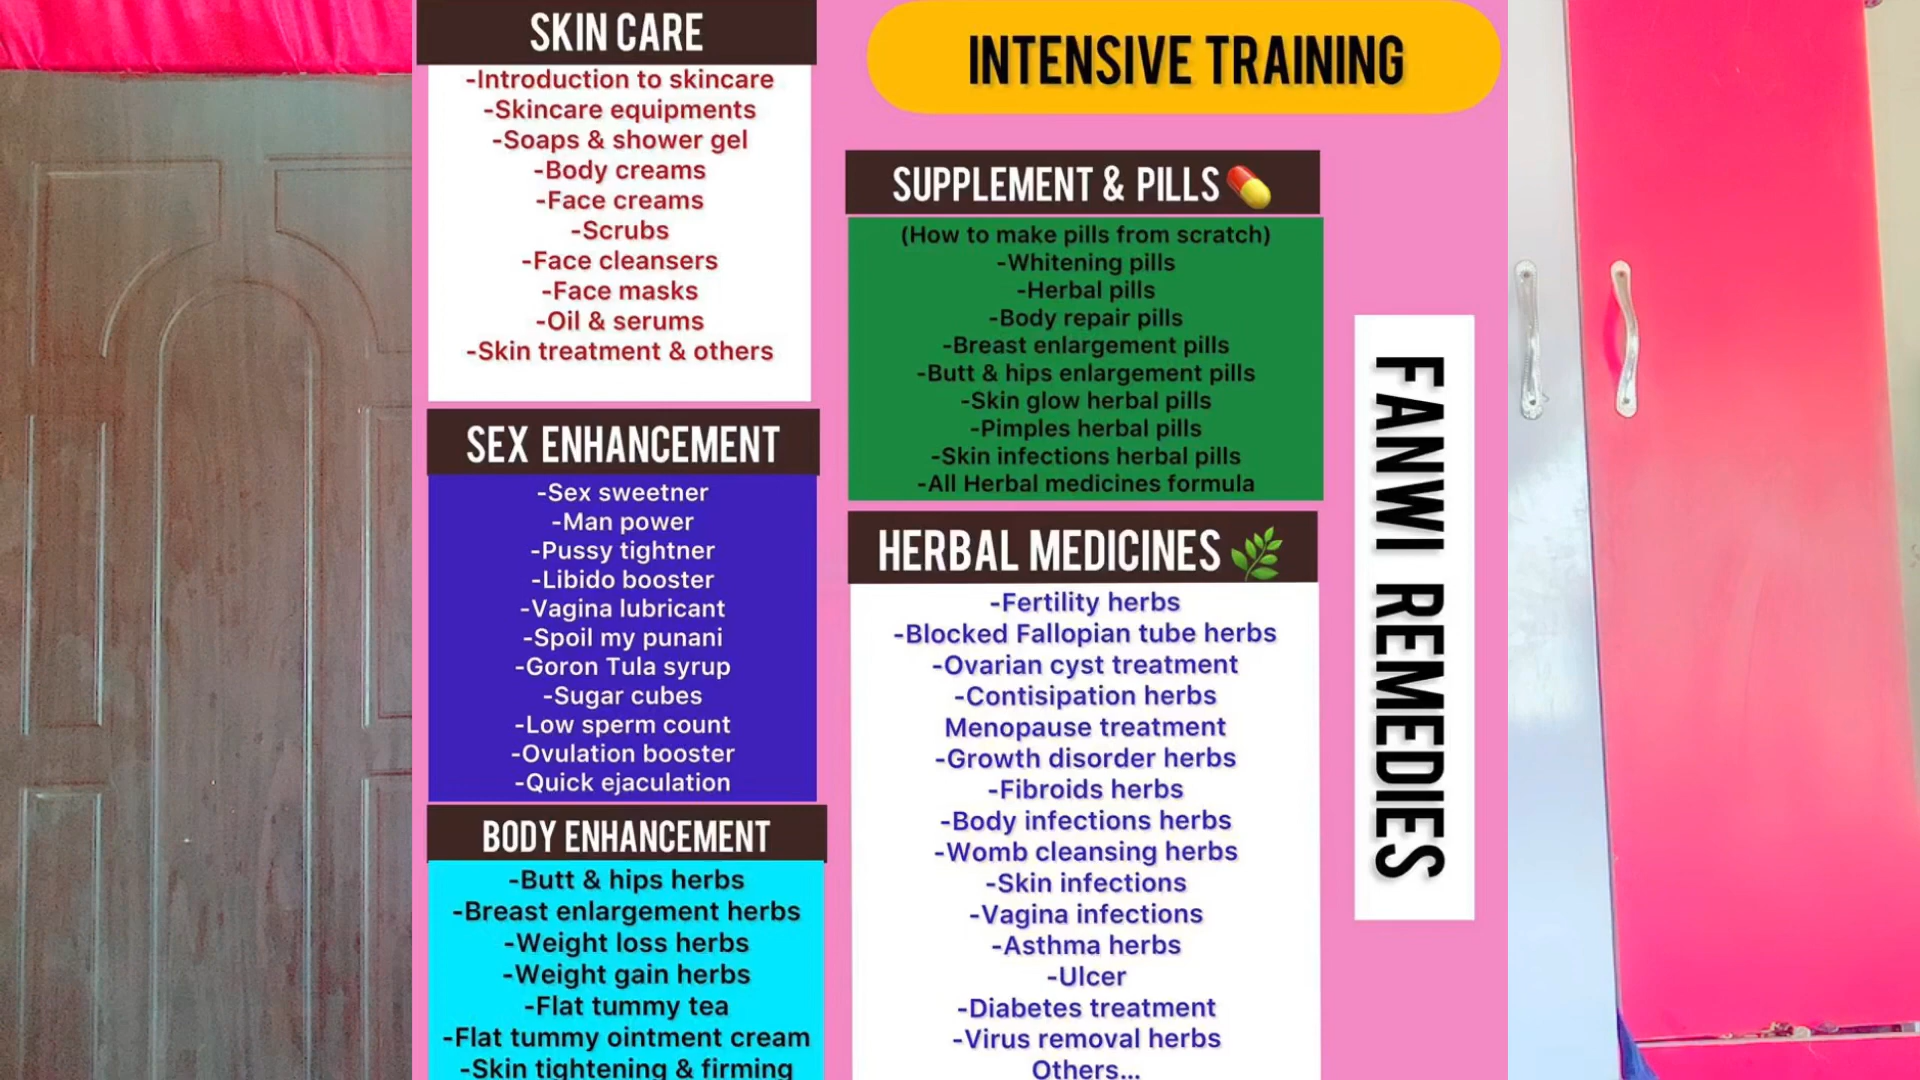 SKIN CARE
-Introduction to skincare
-Skincare equipments
-Soaps & shower gel
-Body creams
-Face creams
-Scrubs
-Face cleansers
-Face masks
-Oil & serums
-Skin treatment & others
SEX ENHANCEMENT
-Sex sweetner
-Man power
-Pussy tightner
-Libido booster
-Vagina lubricant
-Spoil my punani
-Goron Tula syrup
-Sugar cubes
-Low sperm count
-Ovulation booster
-Quick ejaculation
BODY ENHANCEMENT
-Butt & hips herbs
-Breast enlargement herbs
-Weight loss herbs
-Weight gain herbs
-Flat tummy tea
-Flat tummy ointment cream
-Skin tightening & firming
INTENSIVE TRAINING
SUPPLEMENT & PILLS
(How to make pills from scratch)
-Whitening pills
-Herbal pills
-Body repair pills
-Breast enlargement pills
-Butt & hips enlargement pills
-Skin glow herbal pills
-Pimples herbal pills
-Skin infections herbal pills
-All Herbal medicines formula
HERBAL MEDICINES
-Fertility herbs
-Blocked Fallopian tube herbs
-Ovarian cyst treatment
-Contisipation herbs
Menopause treatment
-Growth disorder herbs
-Fibroids herbs
-Body infections herbs
-Womb cleansing herbs
-Skin infections
-Vagina infections
-Asthma herbs
-Ulcer
-Diabetes treatment
-Virus removal herbs
Others...
FANWI REMEDIES